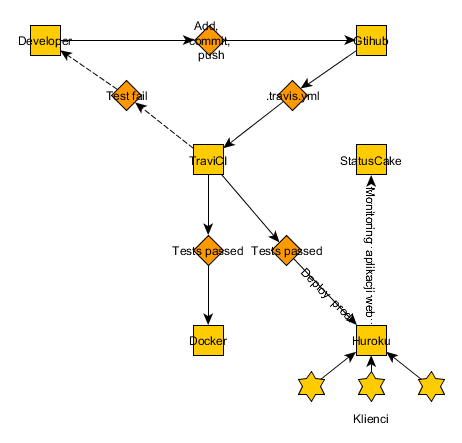 Developer
Add,
commit,
push
Gtihub
Test fail
.travis.yml
TraviCI
StatusCake
Monitoring : aplikacji web...
Tests passed
Tests passed
Deploy prod
Docker
Huroku
Klienci